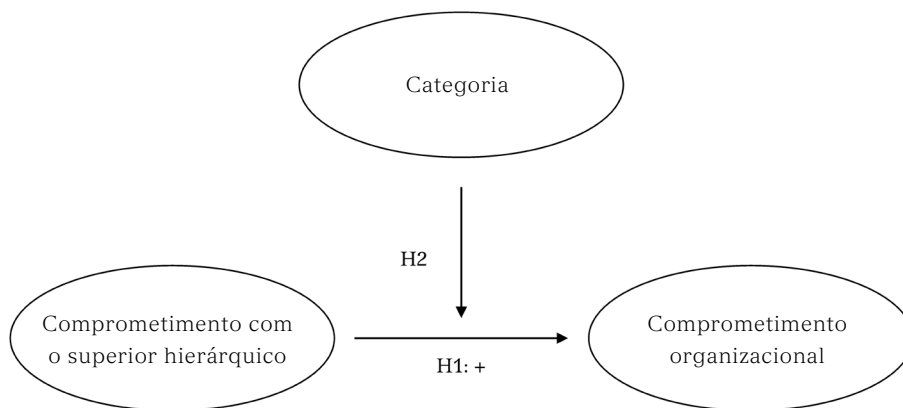 Categoria
H2
Comprometimento com
o superior hierárquico
H1: +
Comprometimento
organizacional